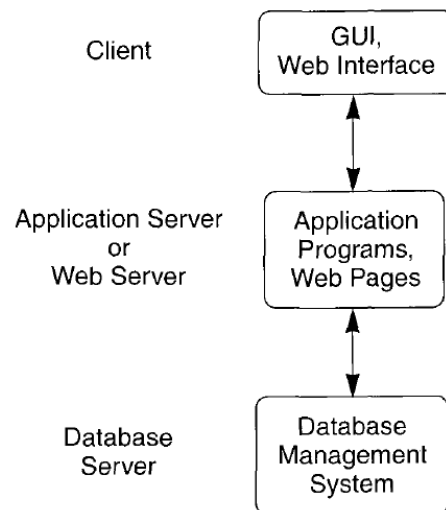 Client
GUI,
Web Interface
Application Server
or
Web Server
Application
Programs,
Web Pages
Database
Server
Database
Management
System